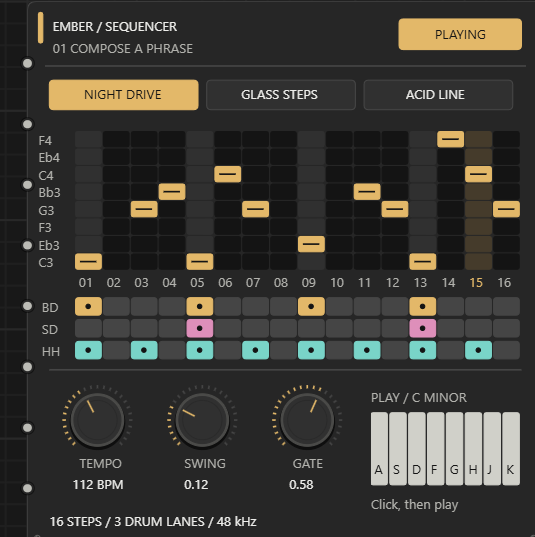 EMBER / SEQUENCER
01 COMPOSE A PHRASE
PLAYING
NIGHT DRIVE GLASS STEPS ACID LINE
F4
Eb4
C4
Bb3
G3
F3
Eb3
C3
01 02 03 04 05 06 07 08 09 10 11 12 13 14 15 16
BD
SD
HH
TEMPO SWING GATE
112 BPM 0.12 0.58
PLAY / C MINOR
A S D F G H J K
Click, then play
16 STEPS / 3 DRUM LANES / 48 kHz